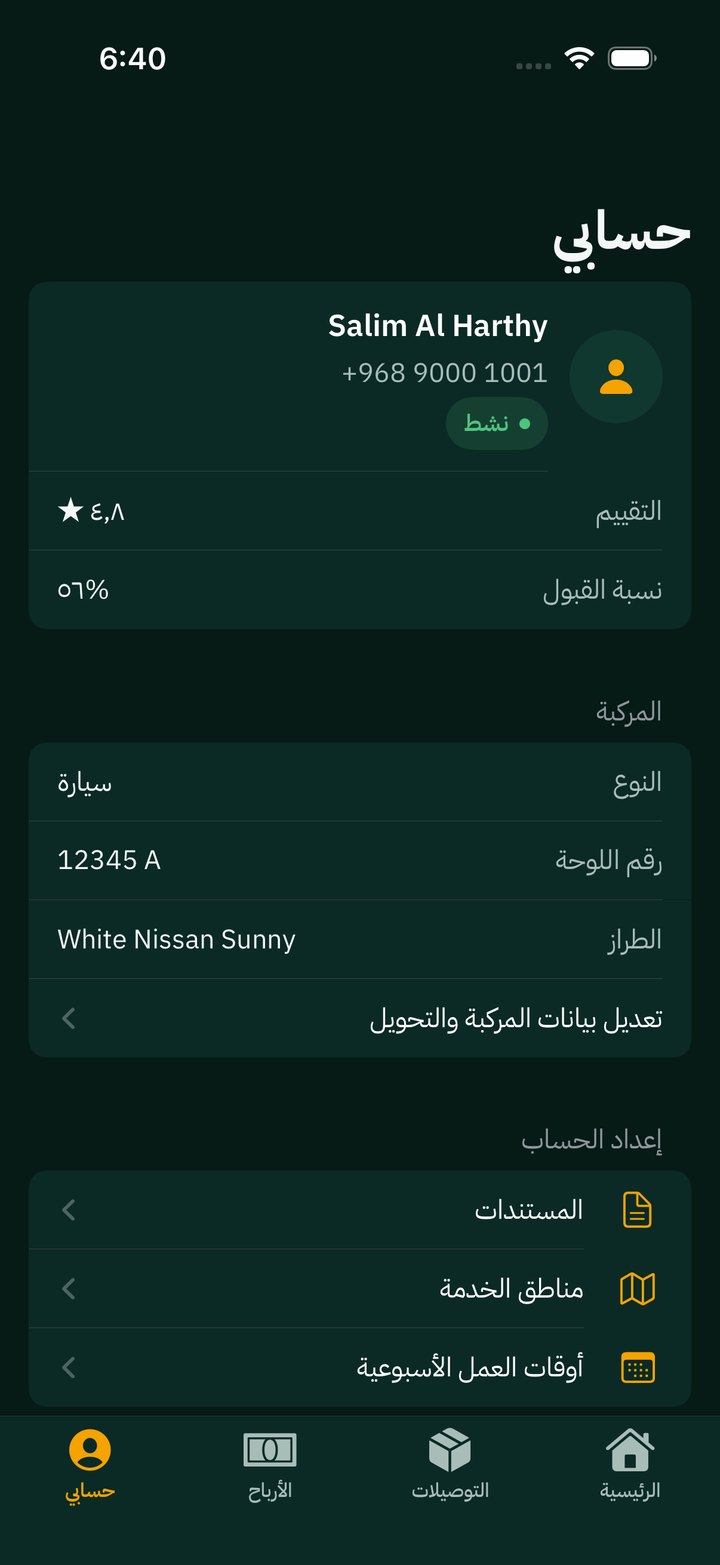 6:40
حسابي
Salim Al Harthy
+968 9000 1001
نشط
التقييم
٤,٨ ★
نسبة القبول
٥٦%
المركبة
النوع
سيارة
رقم اللوحة
12345 A
الطراز
White Nissan Sunny
تعديل بيانات المركبة والتحويل
إعداد الحساب
المستندات
مناطق الخدمة
أوقات العمل الأسبوعية
الرئيسية
التوصيلات
الأرباح
حسابي